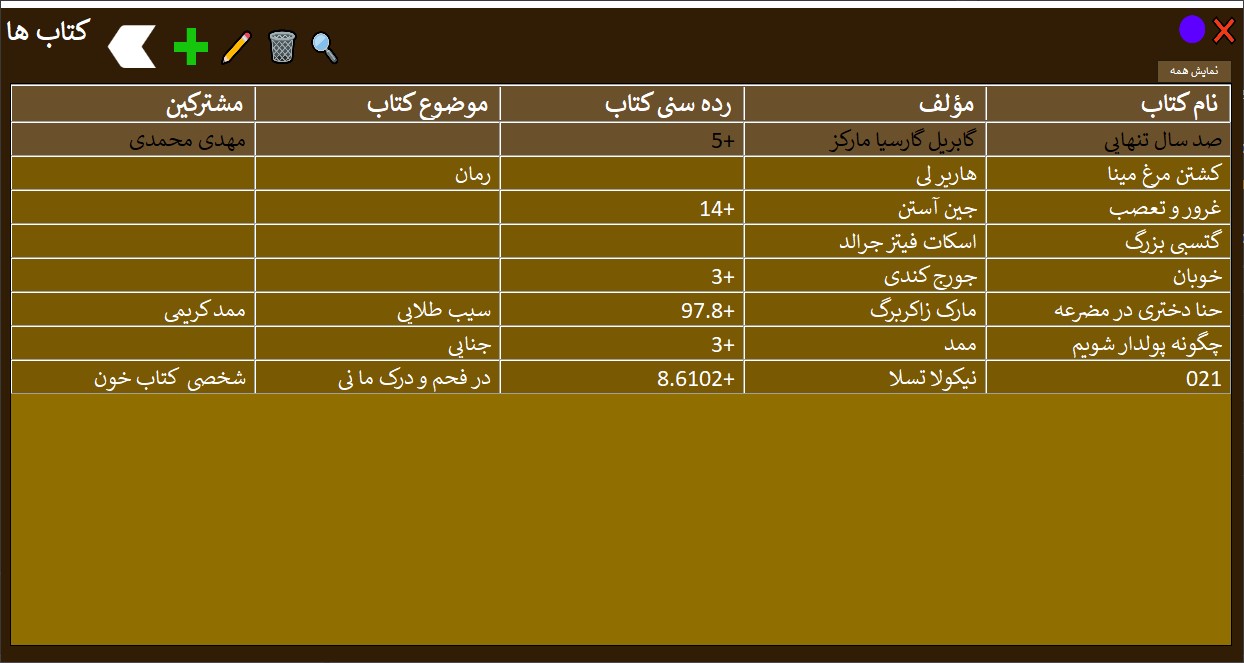 کتاب ها
نمایش همه
نام کتاب مؤلف رده سنی کتاب موضوع کتاب مشترکین
صد سال تنهایی گابریل گارسیا مارکز +5 مهدی محمدی
کشتن مرغ مینا هارپر لی رمان
غرور و تعصب جین آستن +14
گتسبی بزرگ اسکات فیتز جرالد
خوبان جورج کندی +3
حنا دختری در مضرعه مارک زاکربرگ +97.8 سیب طلایی ممد کریمی
چگونه پولدار شویم ممد +3 جنایی
021 نیکولا تسلا +8.6102 در فحم و درک ما نی شخصی کتاب خون